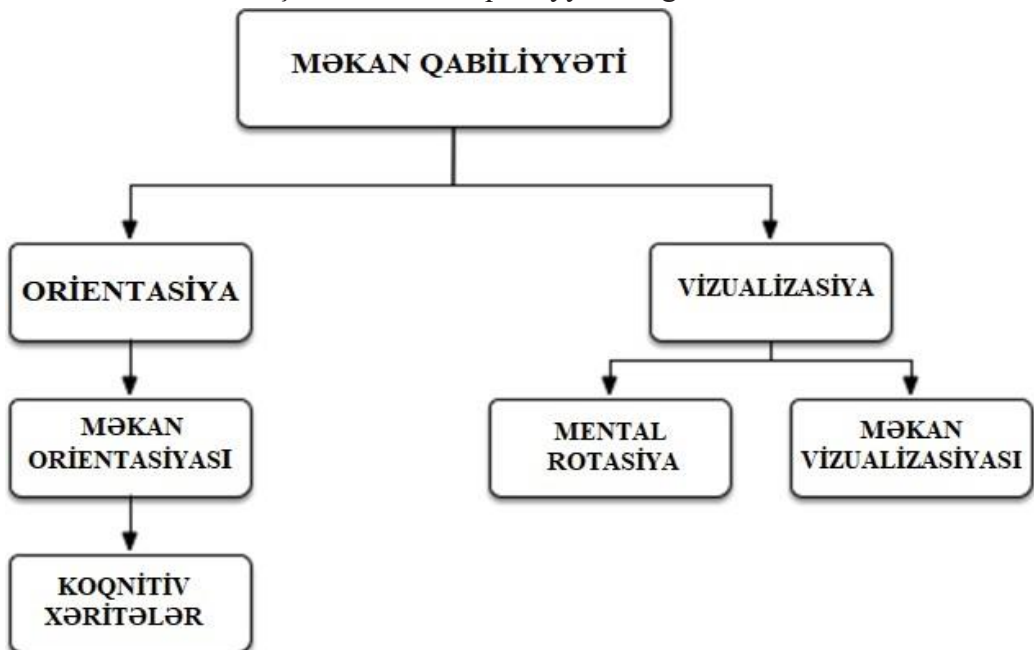 MƏKAN QABİLİYYƏTİ
ORİENTASİYA
VİZUALİZASİYA
MƏKAN
ORİENTASİYASI
MENTAL
ROTASİYA
MƏKAN
VİZUALİZASİYASI
KOQNİTİV
XƏRİTƏLƏR